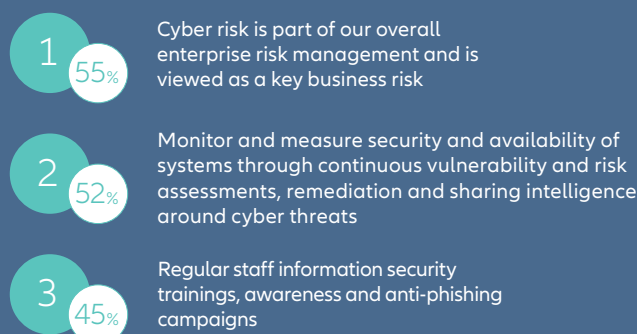 1
55%
Cyber risk is part of our overall
enterprise risk management and is
viewed as a key business risk
2
52%
Monitor and measure security and availability of
systems through continuous vulnerability and risk
assessments, remediation and sharing intelligence
around cyber threats
3
45%
Regular staff information security
trainings, awareness and anti-phishing
campaigns